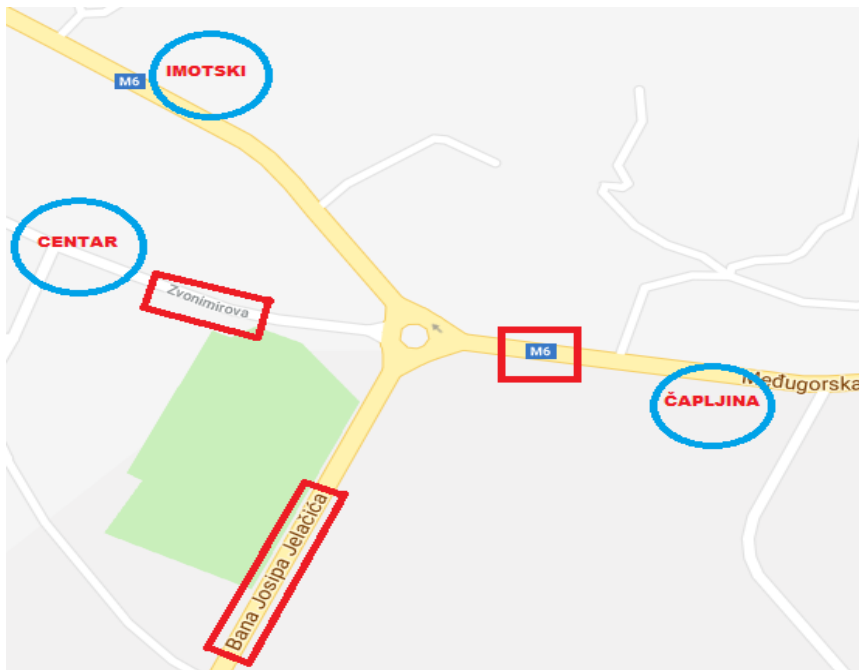 IMOTSKI
M6
CENTAR
Zvonimirova
M6
Međugorska
ČAPLJINA
Bana Josipa Jelačića